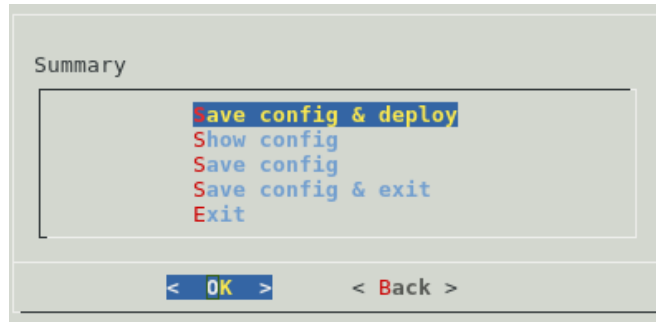 Summary
Save config & deploy
Show config
Save config
Save config & exit
Exit
<  OK  > < Back >